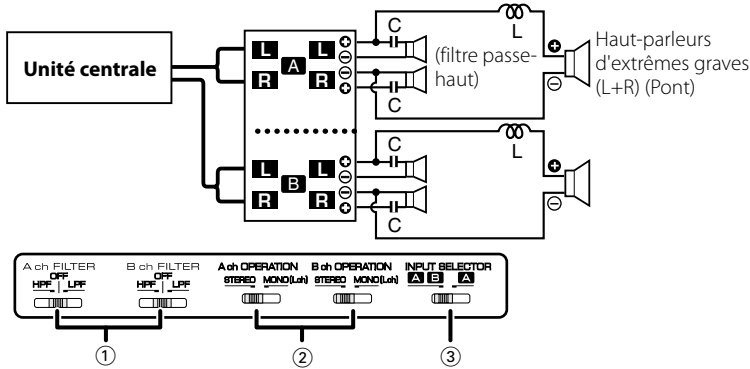 C
L
(filtre passe-
haut)
C
Haut-parleurs
d'extrêmes graves
(L+R) (Pont)
Unité centrale
L L
A
R R
C
L
L L
B
R R
C
A ch FILTER
OFF
HPF LPF
B ch FILTER
OFF
HPF LPF
A ch OPERATION
STEREO MONO(Lch)
B ch OPERATION
STEREO MONO(Lch)
INPUT SELECTOR
A B A
① ② ③